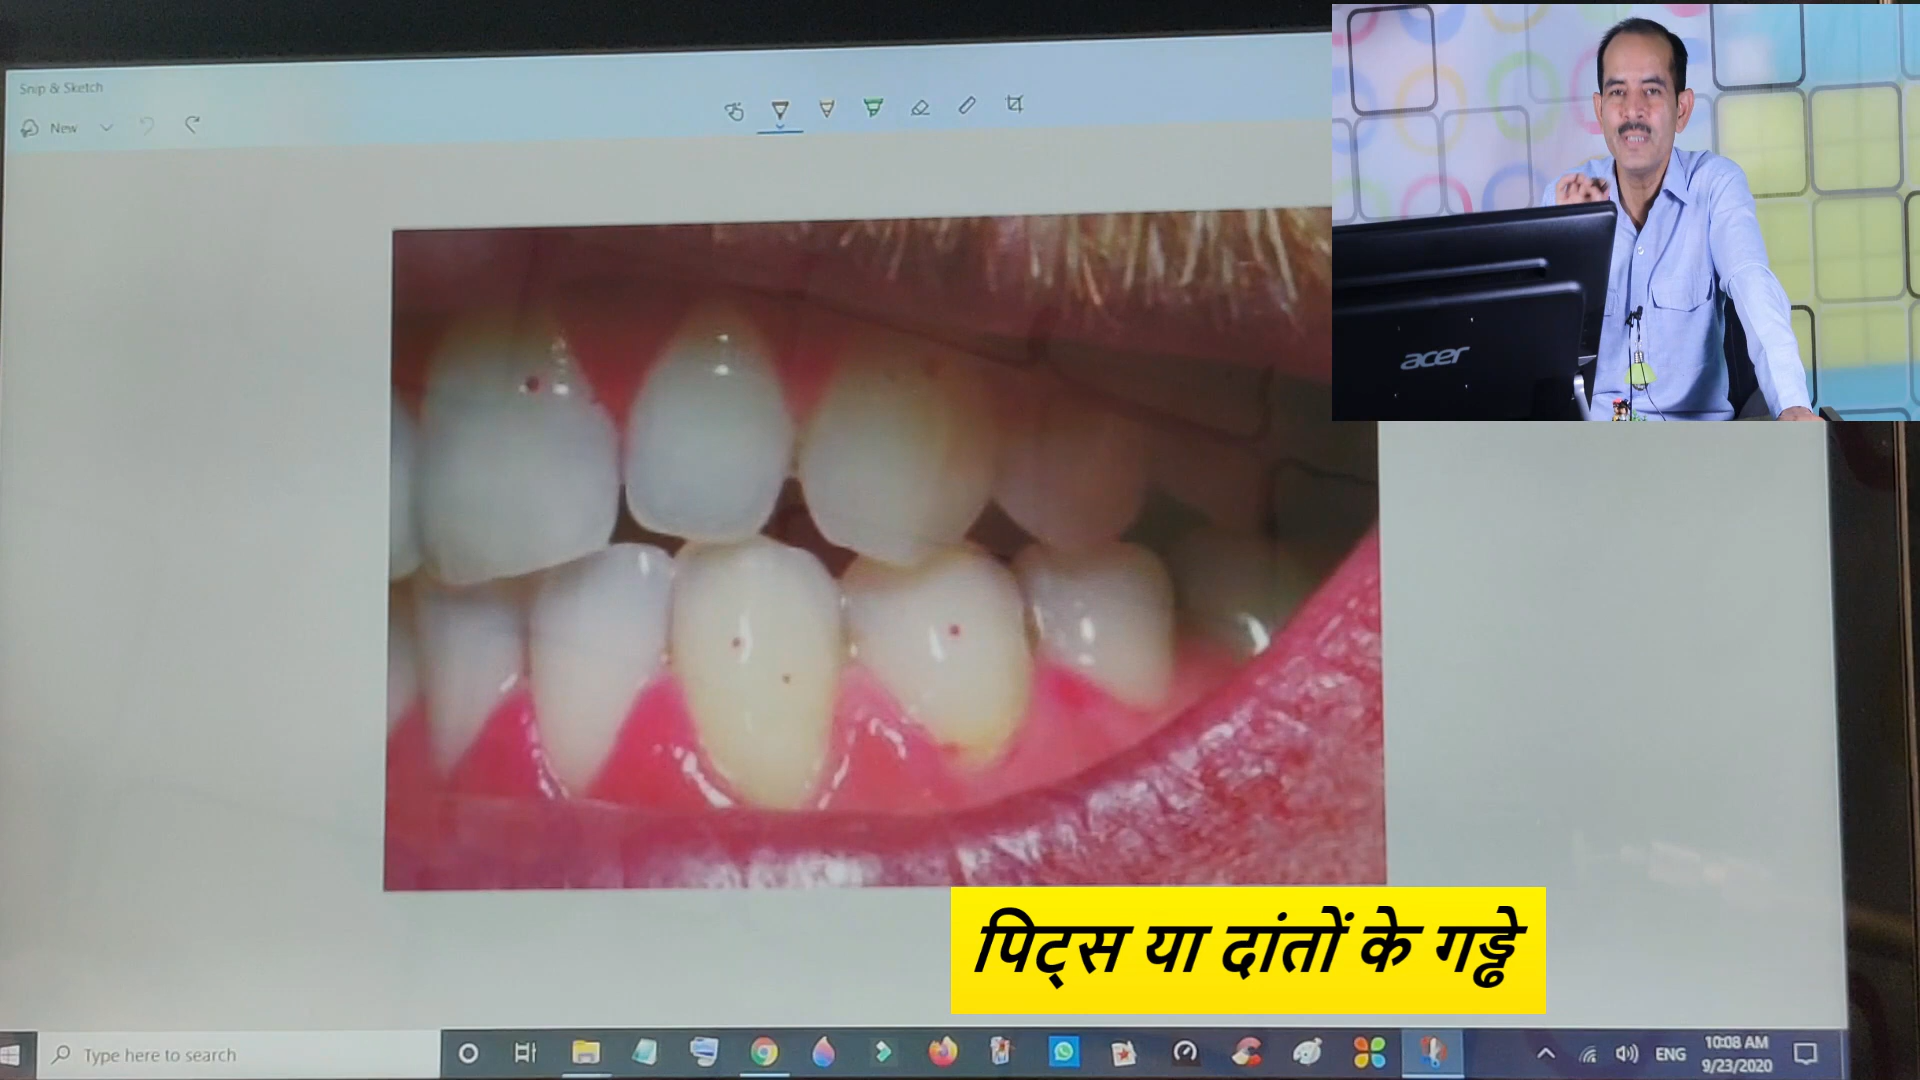 Snip & Sketch
New
acer
पिट्स या दांतों के गड्ढे
Type here to search
ENG
10:08 AM
9/23/2020